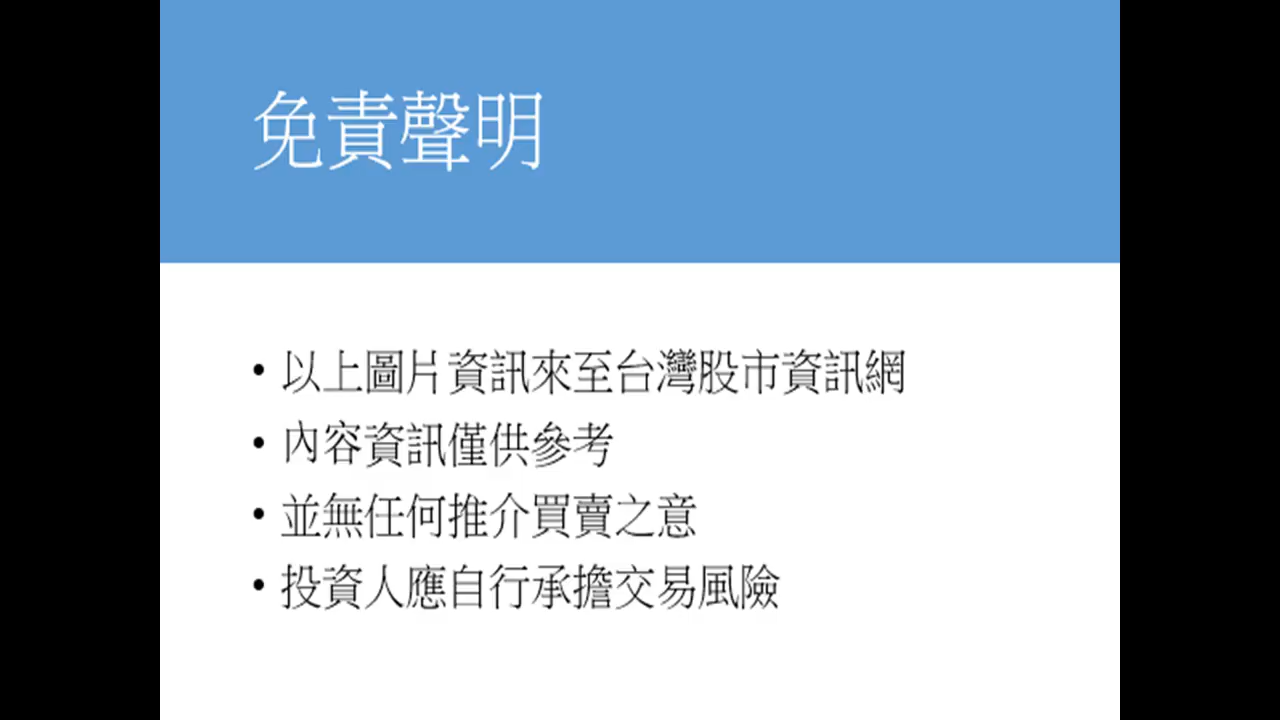 免責聲明
• 以上圖片資訊來至台灣股市資訊網
• 內容資訊僅供參考
• 並無任何推介買賣之意
• 投資人應自行承擔交易風險